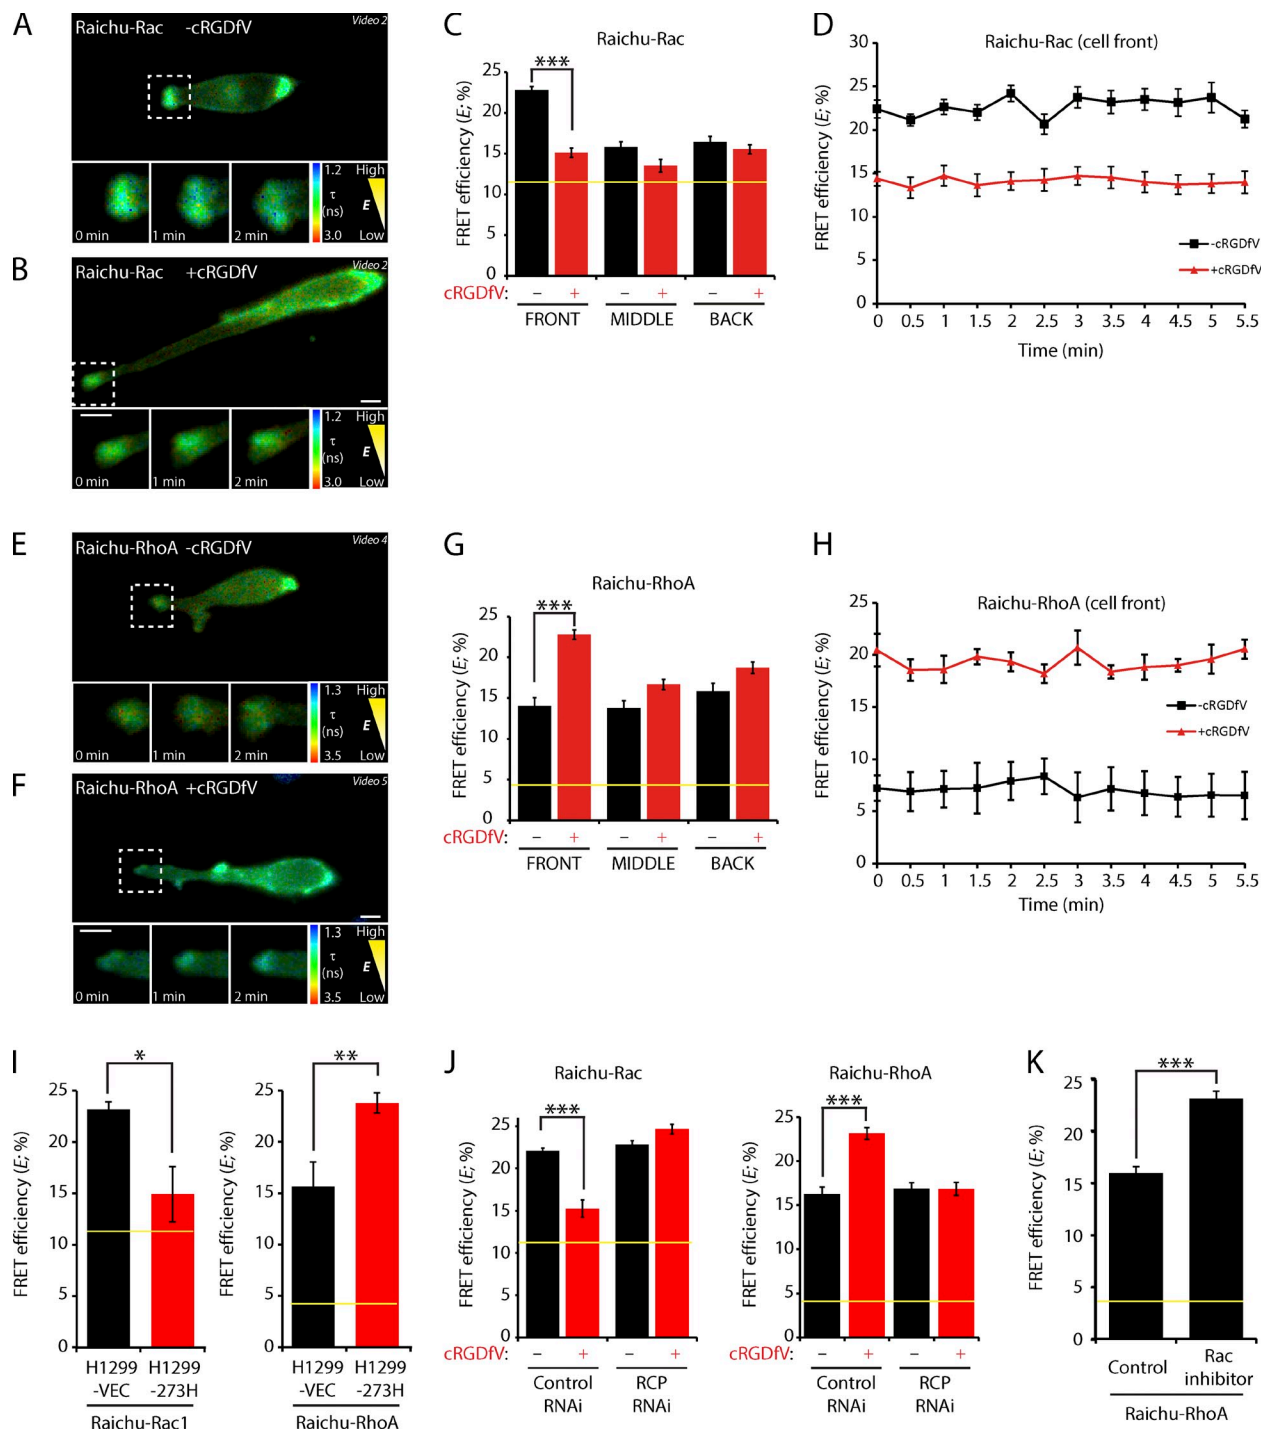 A
Raichu-Rac -cRGDfV
Video 2
0 min
1 min
2 min
1.2
τ
(ns)
3.0
High
E
Low
B
Raichu-Rac +cRGDfV
Video 2
0 min
1 min
2 min
1.2
τ
(ns)
3.0
High
E
Low
C
Raichu-Rac
***
FRET efficiency (E; %)
25
20
15
10
5
0
cRGDfV: – + – + – +
FRONT MIDDLE BACK
D
Raichu-Rac (cell front)
FRET efficiency (E; %)
30
25
20
15
10
5
0
-cRGDfV
+cRGDfV
0 0.5 1 1.5 2 2.5 3 3.5 4 4.5 5 5.5
Time (min)
E
Raichu-RhoA -cRGDfV
Video 4
0 min
1 min
2 min
1.3
τ
(ns)
3.5
High
E
Low
F
Raichu-RhoA +cRGDfV
Video 5
0 min
1 min
2 min
1.3
τ
(ns)
3.5
High
E
Low
G
Raichu-RhoA
***
FRET efficiency (E; %)
25
20
15
10
5
0
cRGDfV: – + – + – +
FRONT MIDDLE BACK
H
Raichu-RhoA (cell front)
FRET efficiency (E; %)
25
20
15
10
5
0
-cRGDfV
+cRGDfV
0 0.5 1 1.5 2 2.5 3 3.5 4 4.5 5 5.5
Time (min)
I
*
FRET efficiency (E; %)
25
20
15
10
5
0
H1299 H1299
-VEC -273H
Raichu-Rac1
**
FRET efficiency (E; %)
25
20
15
10
5
0
H1299 H1299
-VEC -273H
Raichu-RhoA
J
Raichu-Rac
***
FRET efficiency (E; %)
25
20
15
10
5
0
cRGDfV: – + – +
Control RCP
RNAi RNAi
Raichu-RhoA
***
FRET efficiency (E; %)
25
20
15
10
5
0
cRGDfV: – + – +
Control RCP
RNAi RNAi
K
***
FRET efficiency (E; %)
25
20
15
10
5
0
Control Rac
inhibitor
Raichu-RhoA